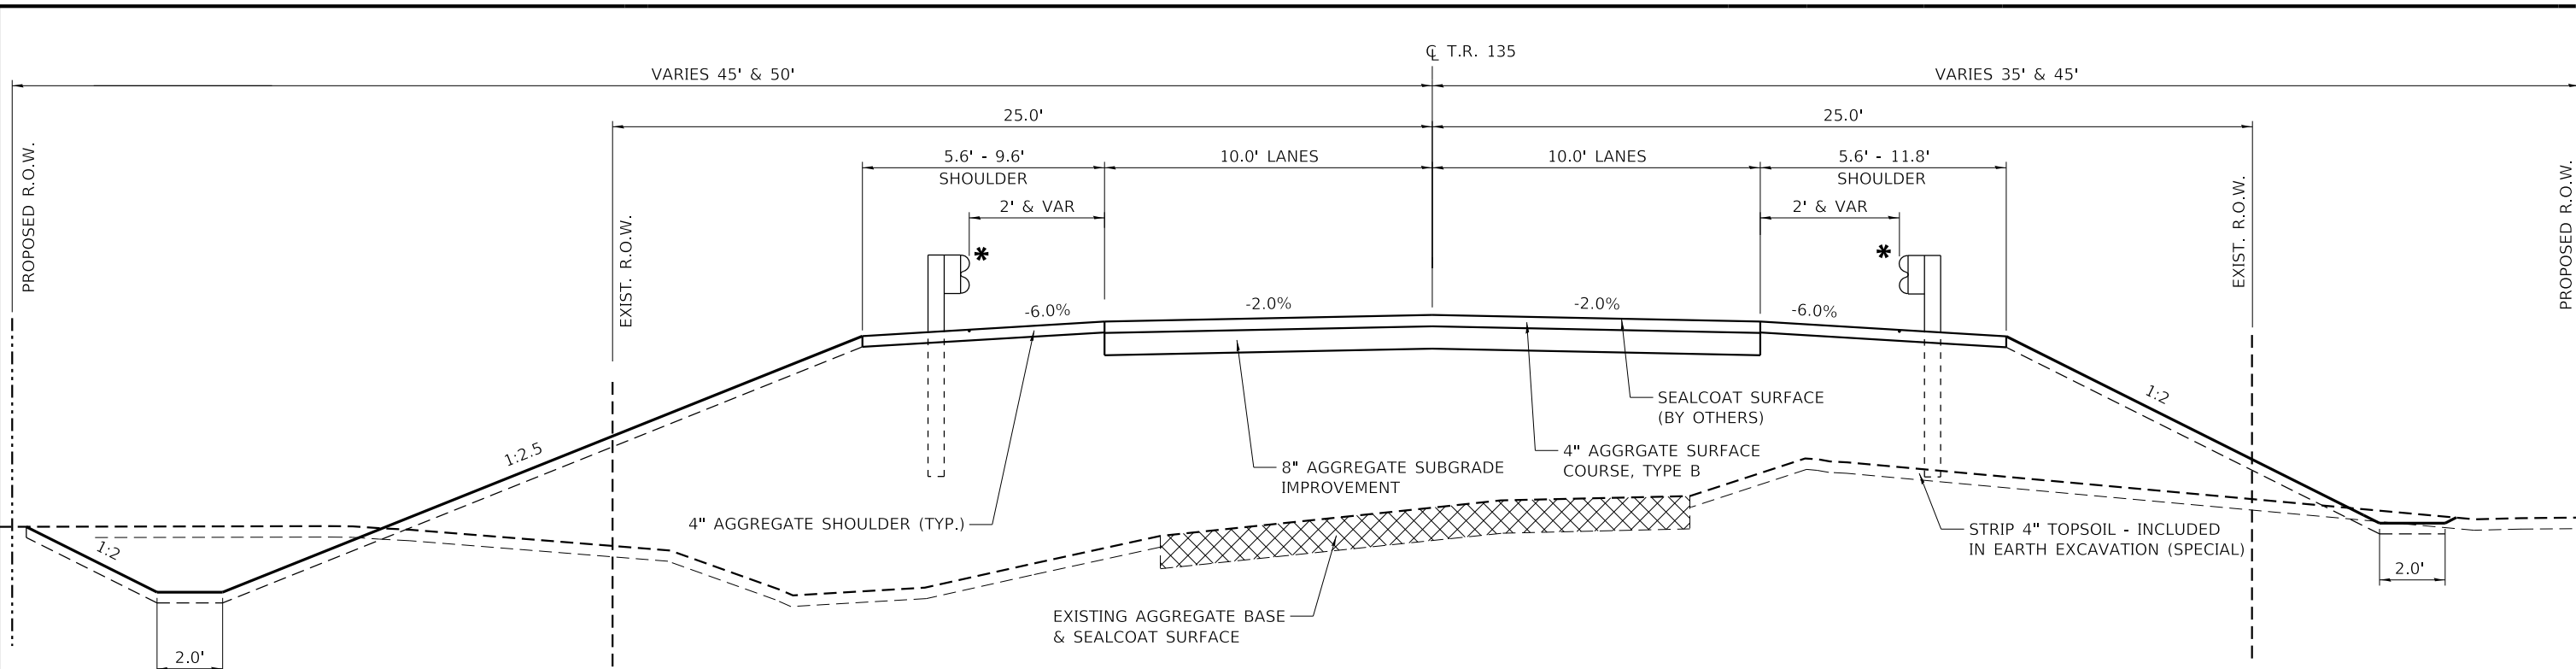 ℄ T.R. 135
VARIES 45' & 50'
VARIES 35' & 45'
25.0'
25.0'
5.6' - 9.6'
SHOULDER
10.0' LANES
10.0' LANES
5.6' - 11.8'
SHOULDER
2' & VAR
2' & VAR
PROPOSED R.O.W.
EXIST. R.O.W.
EXIST. R.O.W.
PROPOSED R.O.W.
*
*
-6.0%
-2.0%
-2.0%
-6.0%
1:2.5
1:2
1:2
SEALCOAT SURFACE
(BY OTHERS)
4" AGGRGATE SURFACE
COURSE, TYPE B
8" AGGREGATE SUBGRADE
IMPROVEMENT
4" AGGREGATE SHOULDER (TYP.)
STRIP 4" TOPSOIL - INCLUDED
IN EARTH EXCAVATION (SPECIAL)
EXISTING AGGREGATE BASE
& SEALCOAT SURFACE
2.0'
2.0'